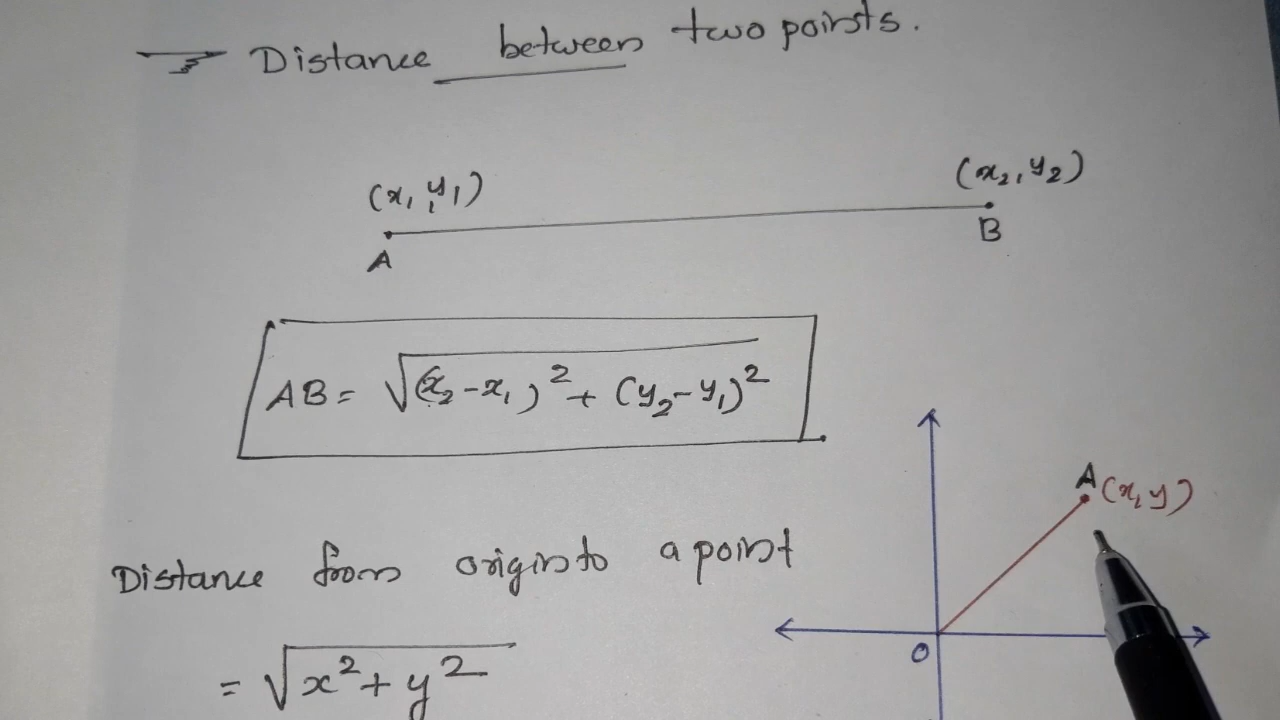 Distance between two points.
(x₁, y₁) (x₂, y₂)
A B
AB = √(x₂-x₁)² + (y₂-y₁)²
A (x, y)
Distance from origin to a point
O
= √x² + y²